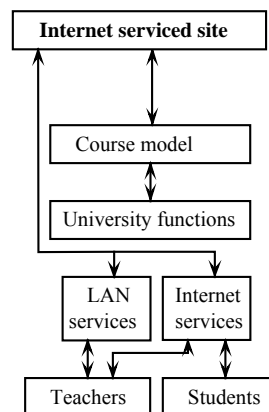 Internet serviced site
Course model
University functions
LAN
services
Internet
services
Teachers
Students